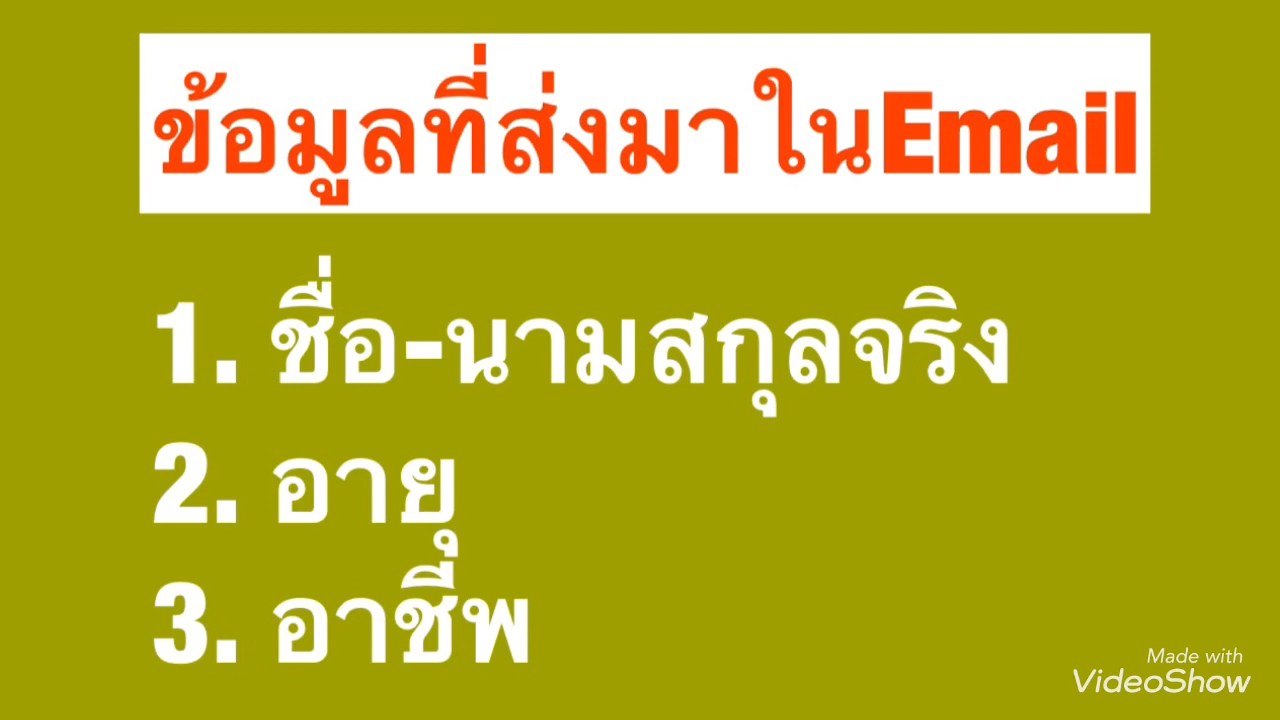 ข้อมูลที่ส่งมาในEmail
1. ชื่อ-นามสกุลจริง
2. อายุ
3. อาชีพ
Made with
VideoShow